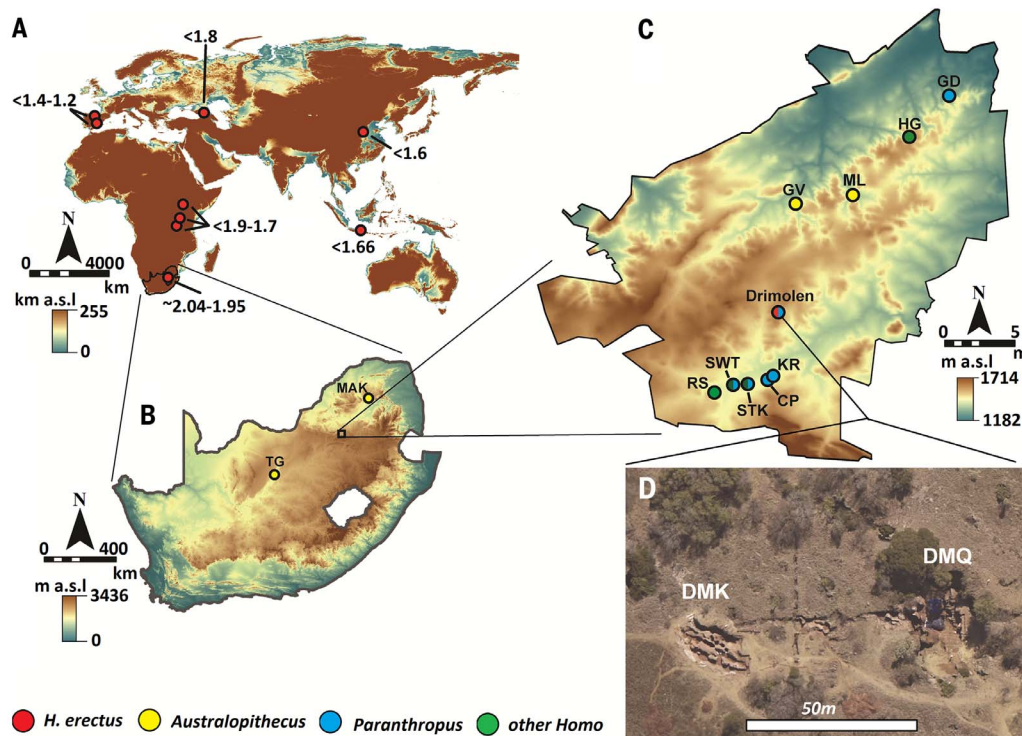 A
<1.8
<1.4-1.2
<1.6
<1.9-1.7
<1.66
~2.04-1.95
N
0 4000
km
km a.s.l
255
0
B
MAK
TG
N
0 400
km
m a.s.l
3436
0
C
GD
HG
GV
ML
Drimolen
SWT
KR
RS
STK
CP
N
0 5
m
m a.s.l
1714
1182
D
DMK
DMQ
50m
H. erectus
Australopithecus
Paranthropus
other Homo